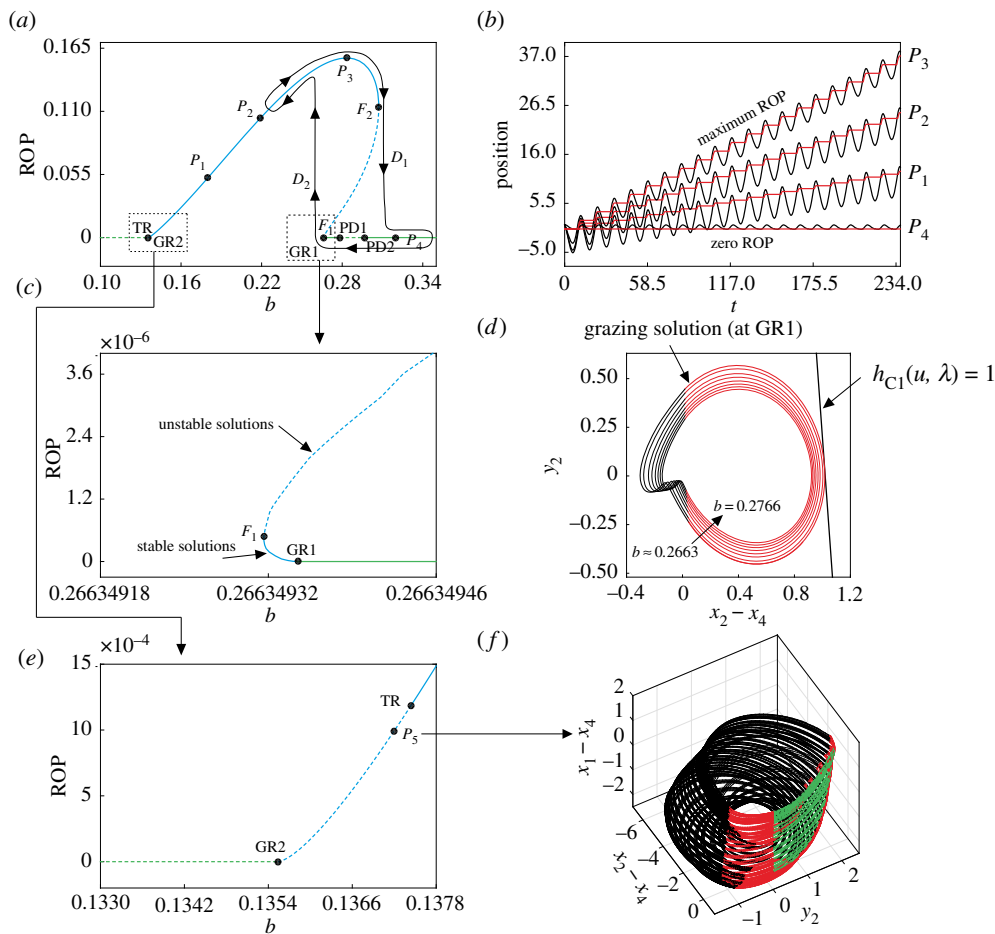 (a)
0.165
0.110
0.055
0
ROP
P3
P2
F2
P1
D1
D2
TR
GR2
F1
PD1
GR1
PD2
P4
0.10
0.16
0.22
0.28
0.34
b
(b)
37.0
26.5
16.0
5.5
−5.0
position
maximum ROP
zero ROP
P3
P2
P1
P4
0
58.5
117.0
175.5
234.0
t
(c)
×10−6
3.6
2.4
1.2
0
ROP
unstable solutions
F1
GR1
stable solutions
0.26634918
0.26634932
0.26634946
b
(d)
grazing solution (at GR1)
hC1(u, λ) = 1
0.50
0.25
0
−0.25
−0.50
y2
b = 0.2766
b ≈ 0.2663
−0.4
0
0.4
0.8
1.2
x2 − x4
(e)
×10−4
15
10
5
0
ROP
TR
P5
GR2
0.1330
0.1342
0.1354
0.1366
0.1378
b
(f)
2
1
0
−1
−2
x1 − x4
−6
−4
−2
0
x2 − x4
−1
0
1
2
y2